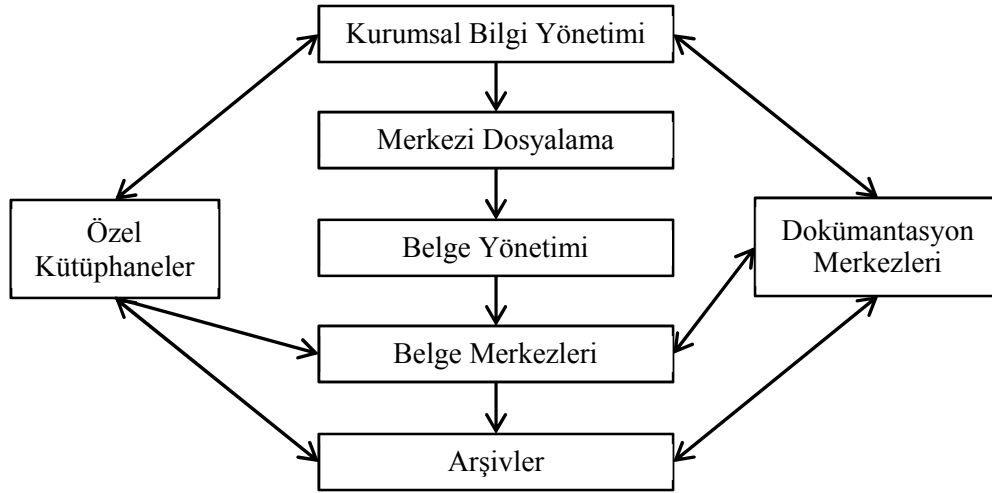 Kurumsal Bilgi Yönetimi
Merkezi Dosyalama
Özel
Kütüphaneler
Belge Yönetimi
Dokümantasyon
Merkezleri
Belge Merkezleri
Arşivler